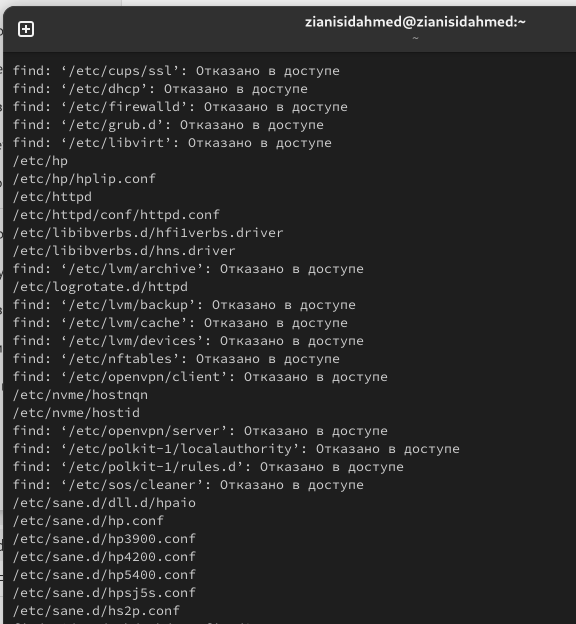 zianisidahmed@zianisidahmed:~
~
find: ‘/etc/cups/ssl’: Отказано в доступе
find: ‘/etc/dhcp’: Отказано в доступе
find: ‘/etc/firewalld’: Отказано в доступе
find: ‘/etc/grub.d’: Отказано в доступе
find: ‘/etc/libvirt’: Отказано в доступе
/etc/hp
/etc/hp/hplip.conf
/etc/httpd
/etc/httpd/conf/httpd.conf
/etc/libibverbs.d/hfi1verbs.driver
/etc/libibverbs.d/hns.driver
find: ‘/etc/lvm/archive’: Отказано в доступе
/etc/logrotate.d/httpd
find: ‘/etc/lvm/backup’: Отказано в доступе
find: ‘/etc/lvm/cache’: Отказано в доступе
find: ‘/etc/lvm/devices’: Отказано в доступе
find: ‘/etc/nftables’: Отказано в доступе
find: ‘/etc/openvpn/client’: Отказано в доступе
/etc/nvme/hostnqn
/etc/nvme/hostid
find: ‘/etc/openvpn/server’: Отказано в доступе
find: ‘/etc/polkit-1/localauthority’: Отказано в доступе
find: ‘/etc/polkit-1/rules.d’: Отказано в доступе
find: ‘/etc/sos/cleaner’: Отказано в доступе
/etc/sane.d/dll.d/hpaio
/etc/sane.d/hp.conf
/etc/sane.d/hp3900.conf
/etc/sane.d/hp4200.conf
/etc/sane.d/hp5400.conf
/etc/sane.d/hpsj5s.conf
/etc/sane.d/hs2p.conf